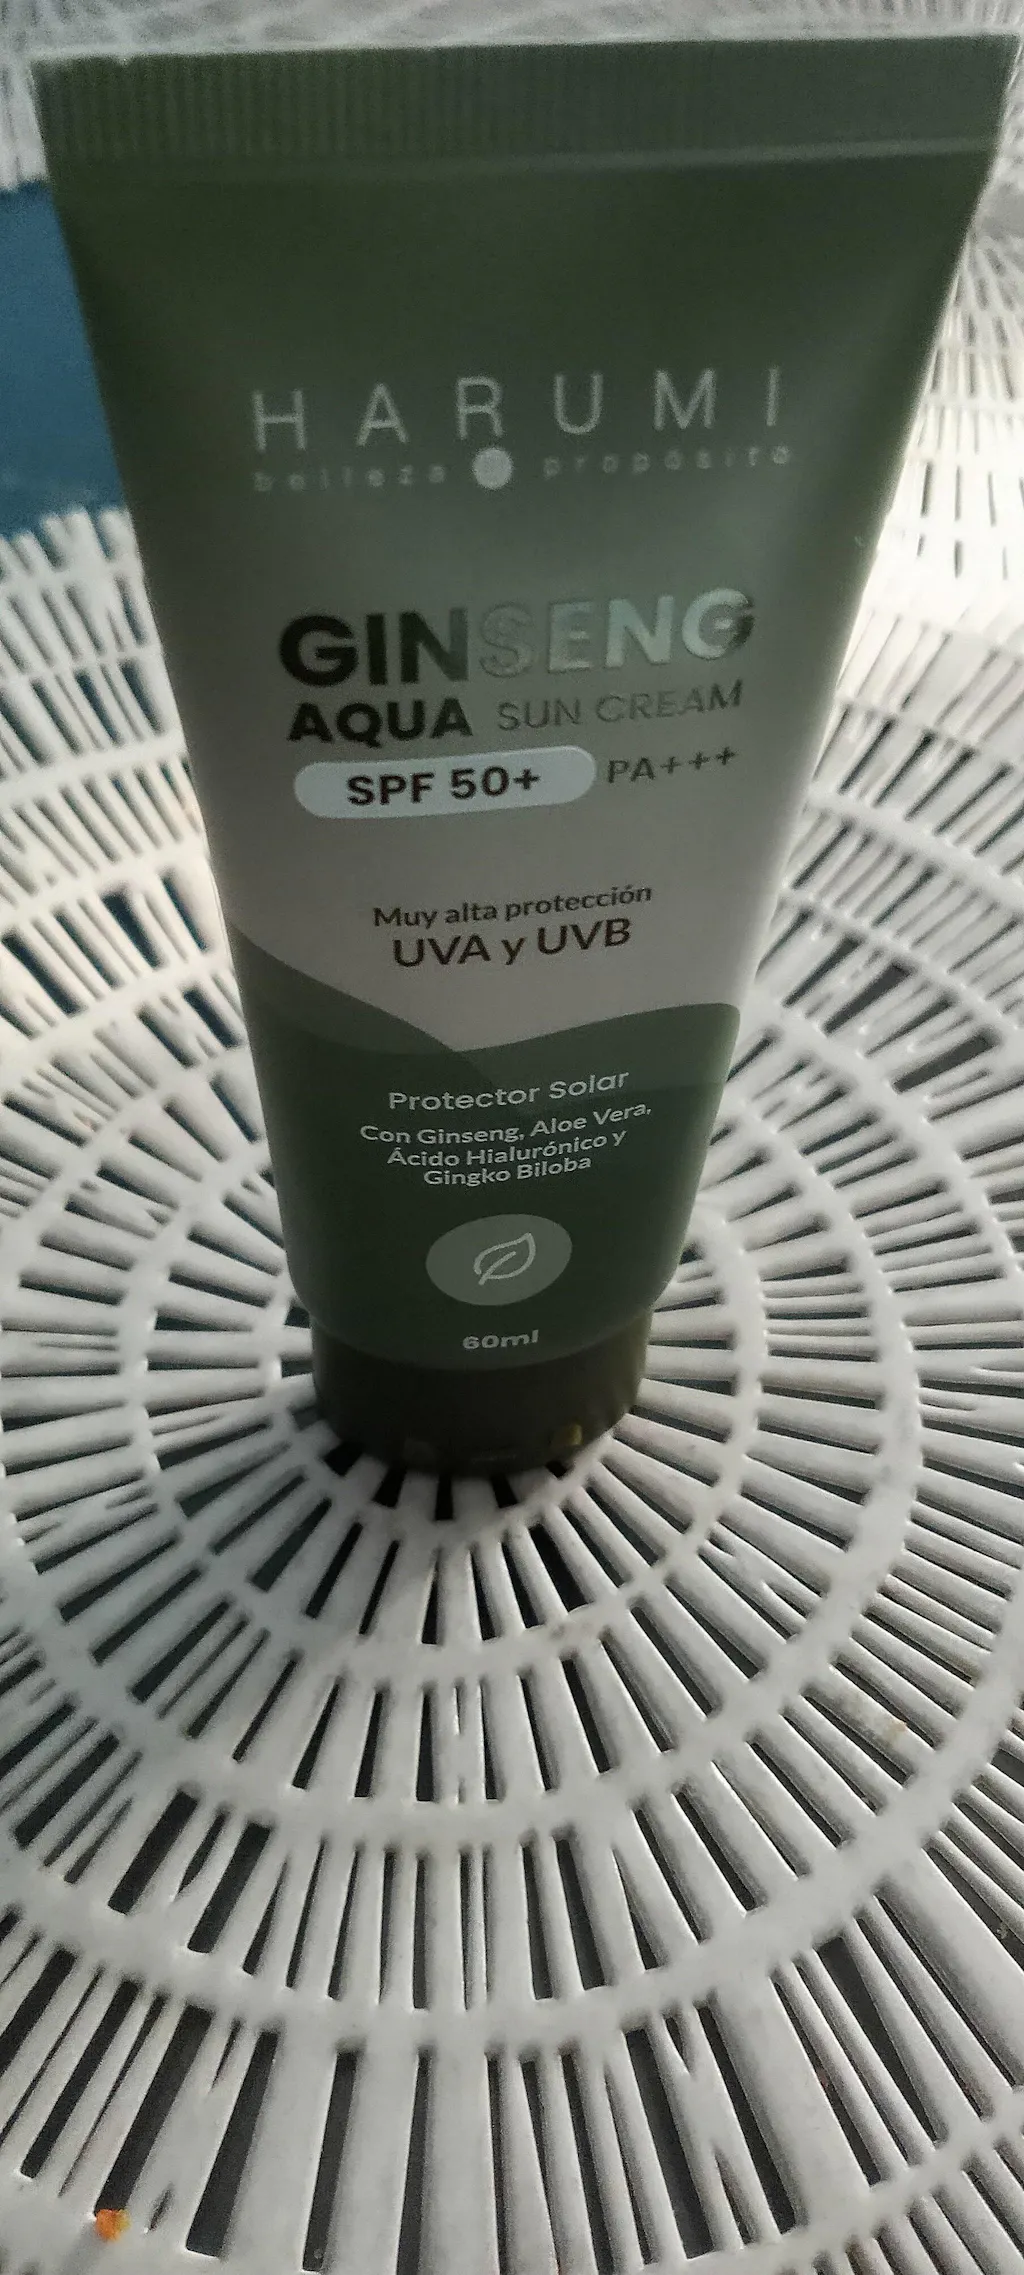 HARUMI
belleza propósito
GINSENG
AQUA SUN CREAM
SPF 50+ PA+++
Muy alta protección
UVA y UVB
Protector Solar
Con Ginseng, Aloe Vera,
Ácido Hialurónico y
Gingko Biloba
60ml